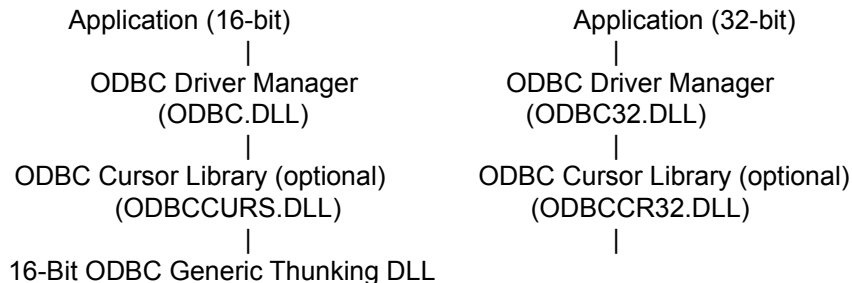 Application (16-bit) Application (32-bit)
| |
ODBC Driver Manager ODBC Driver Manager
(ODBC.DLL) (ODBC32.DLL)
| |
ODBC Cursor Library (optional) ODBC Cursor Library (optional)
(ODBCCURS.DLL) (ODBCCR32.DLL)
| |
16-Bit ODBC Generic Thunking DLL